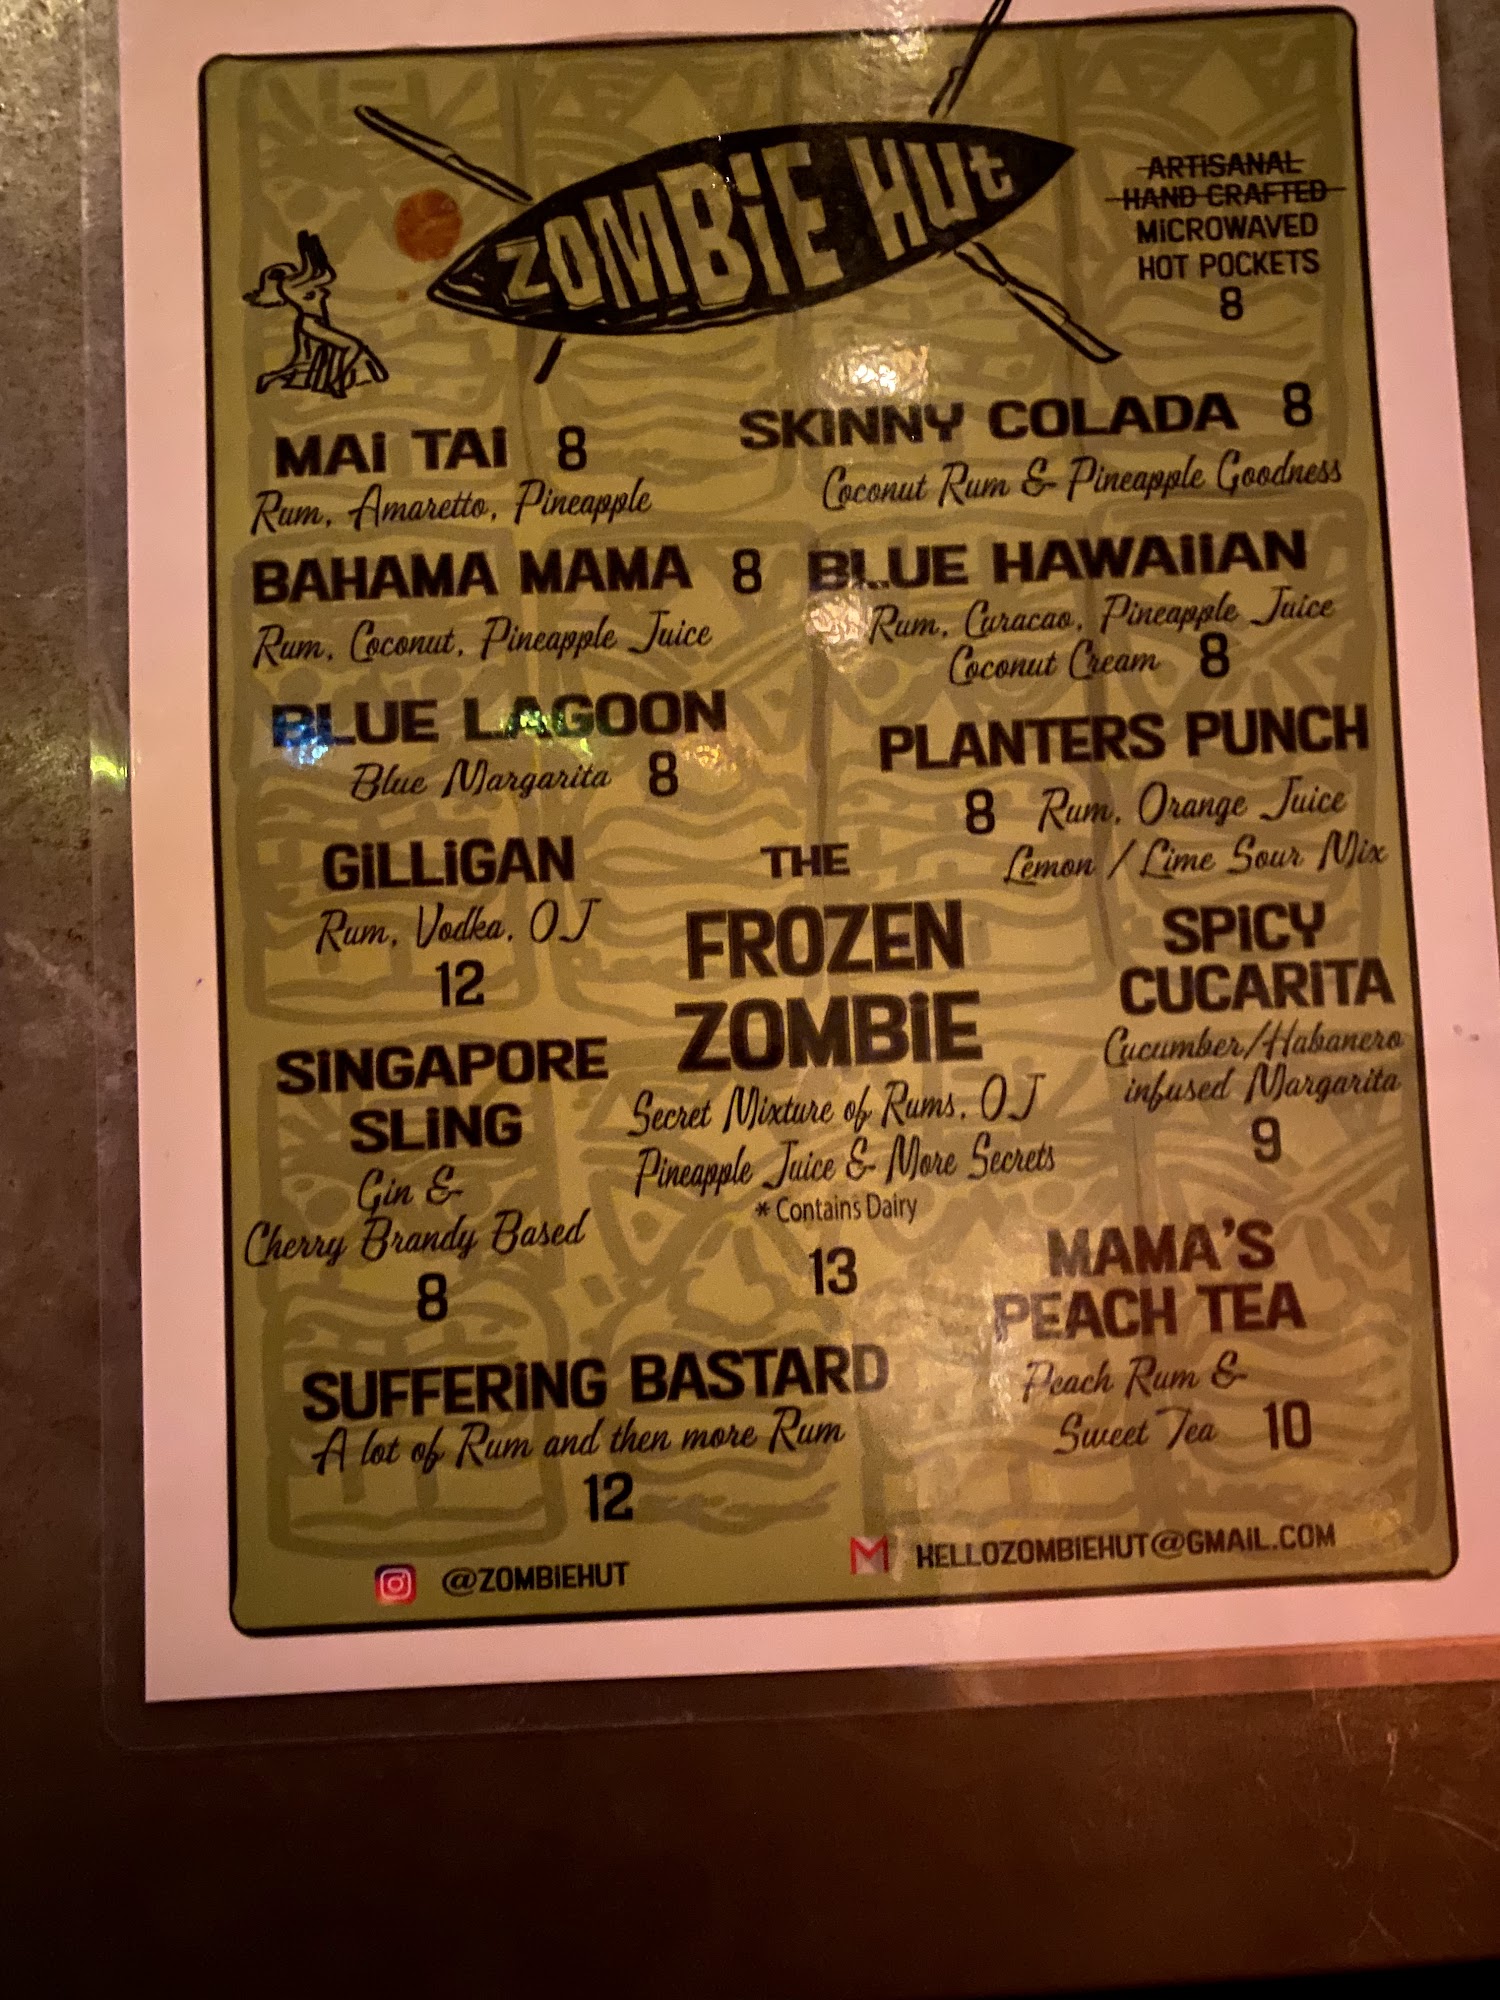 ZOMBiE HUt
ARTiSANAL
HAND CRAFTED
MiCROWAVED
HOT POCKETS
8
MAi TAi 8
Rum, Amaretto, Pineapple
SKiNNY COLADA 8
Coconut Rum & Pineapple Goodness
BAHAMA MAMA 8
Rum, Coconut, Pineapple Juice
BLUE HAWAiiAN
Rum, Curacao, Pineapple Juice
Coconut Cream 8
BLUE LAGOON
Blue Margarita 8
PLANTERS PUNCH
8 Rum, Orange Juice
Lemon / Lime Sour Mix
GiLLiGAN
Rum, Vodka, OJ
12
THE
FROZEN
ZOMBiE
Secret Mixture of Rums, OJ
Pineapple Juice & More Secrets
* Contains Dairy
13
SPiCY
CUCARiTA
Cucumber/Habanero
infused Margarita
9
SiNGAPORE
SLiNG
Gin &
Cherry Brandy Based
8
MAMA'S
PEACH TEA
Peach Rum &
Sweet Tea 10
SUFFERiNG BASTARD
A lot of Rum and then more Rum
12
@ZOMBiEHUT
HELLOZOMBiEHUT@GMAiL.COM